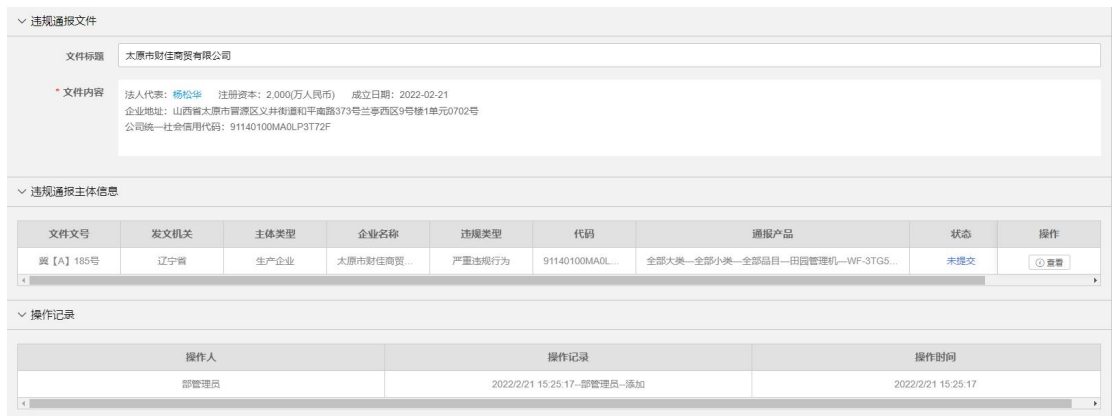 违规通报文件
文件标题 太原市财佳商贸有限公司
* 文件内容 法人代表：杨松华 注册资本：2,000(万人民币) 成立日期：2022-02-21
企业地址：山西省太原市晋源区义井街道和平南路373号兰亭西区9号楼1单元0702号
公司统一社会信用代码：91140100MA0LP3T72F
违规通报主体信息
文件文号 发文机关 主体类型 企业名称 违规类型 代码 通报产品 状态 操作
冀【A】185号 辽宁省 生产企业 太原市财佳商贸... 严重违规行为 91140100MA0L... 全部大类—全部小类—全部品目—田园管理机—WF-3TG5... 未提交 查看
操作记录
操作人 操作记录 操作时间
部管理员 2022/2/21 15:25:17--部管理员--添加 2022/2/21 15:25:17